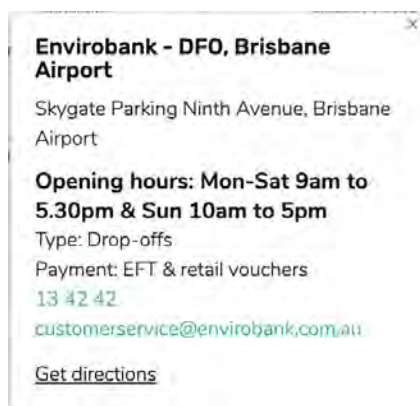 Envirobank - DFO, Brisbane
Airport
Skygate Parking Ninth Avenue, Brisbane
Airport
Opening hours: Mon-Sat 9am to
5.30pm & Sun 10am to 5pm
Type: Drop-offs
Payment: EFT & retail vouchers
13 42 42
customerservice@envirobank.com.au
Get directions